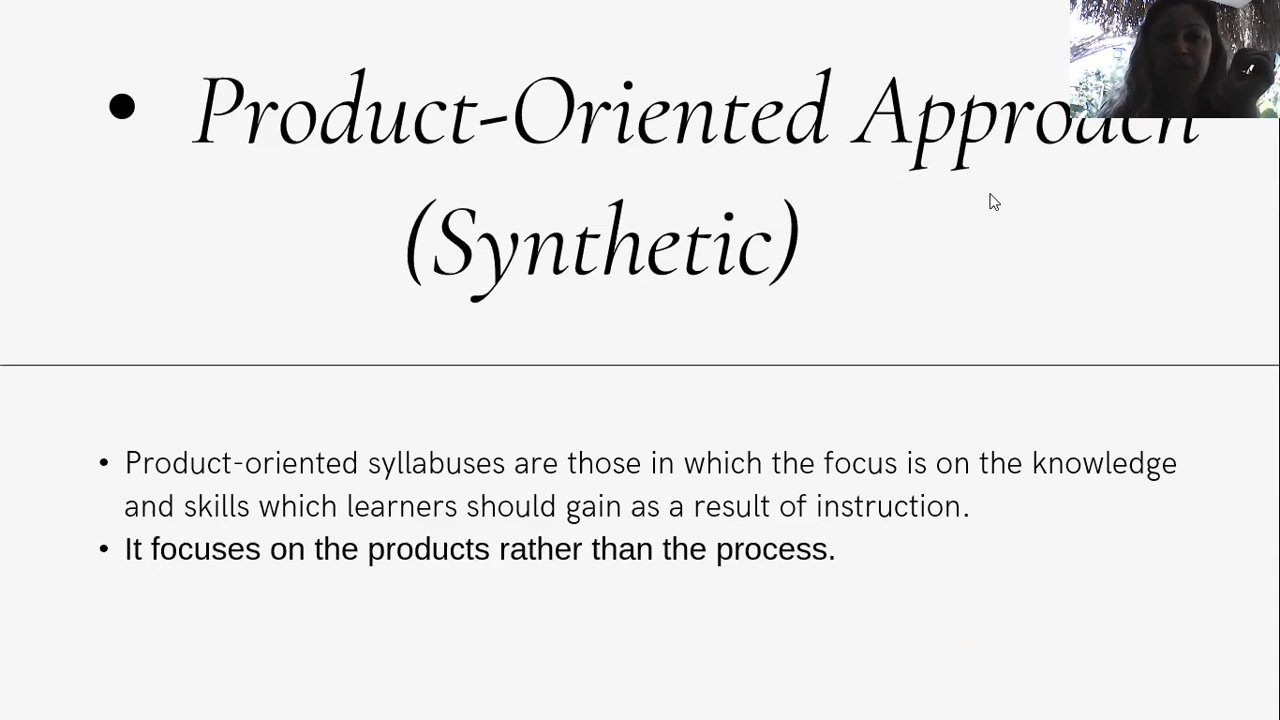 • Product-Oriented Approach
(Synthetic)
• Product-oriented syllabuses are those in which the focus is on the knowledge
and skills which learners should gain as a result of instruction.
• It focuses on the products rather than the process.